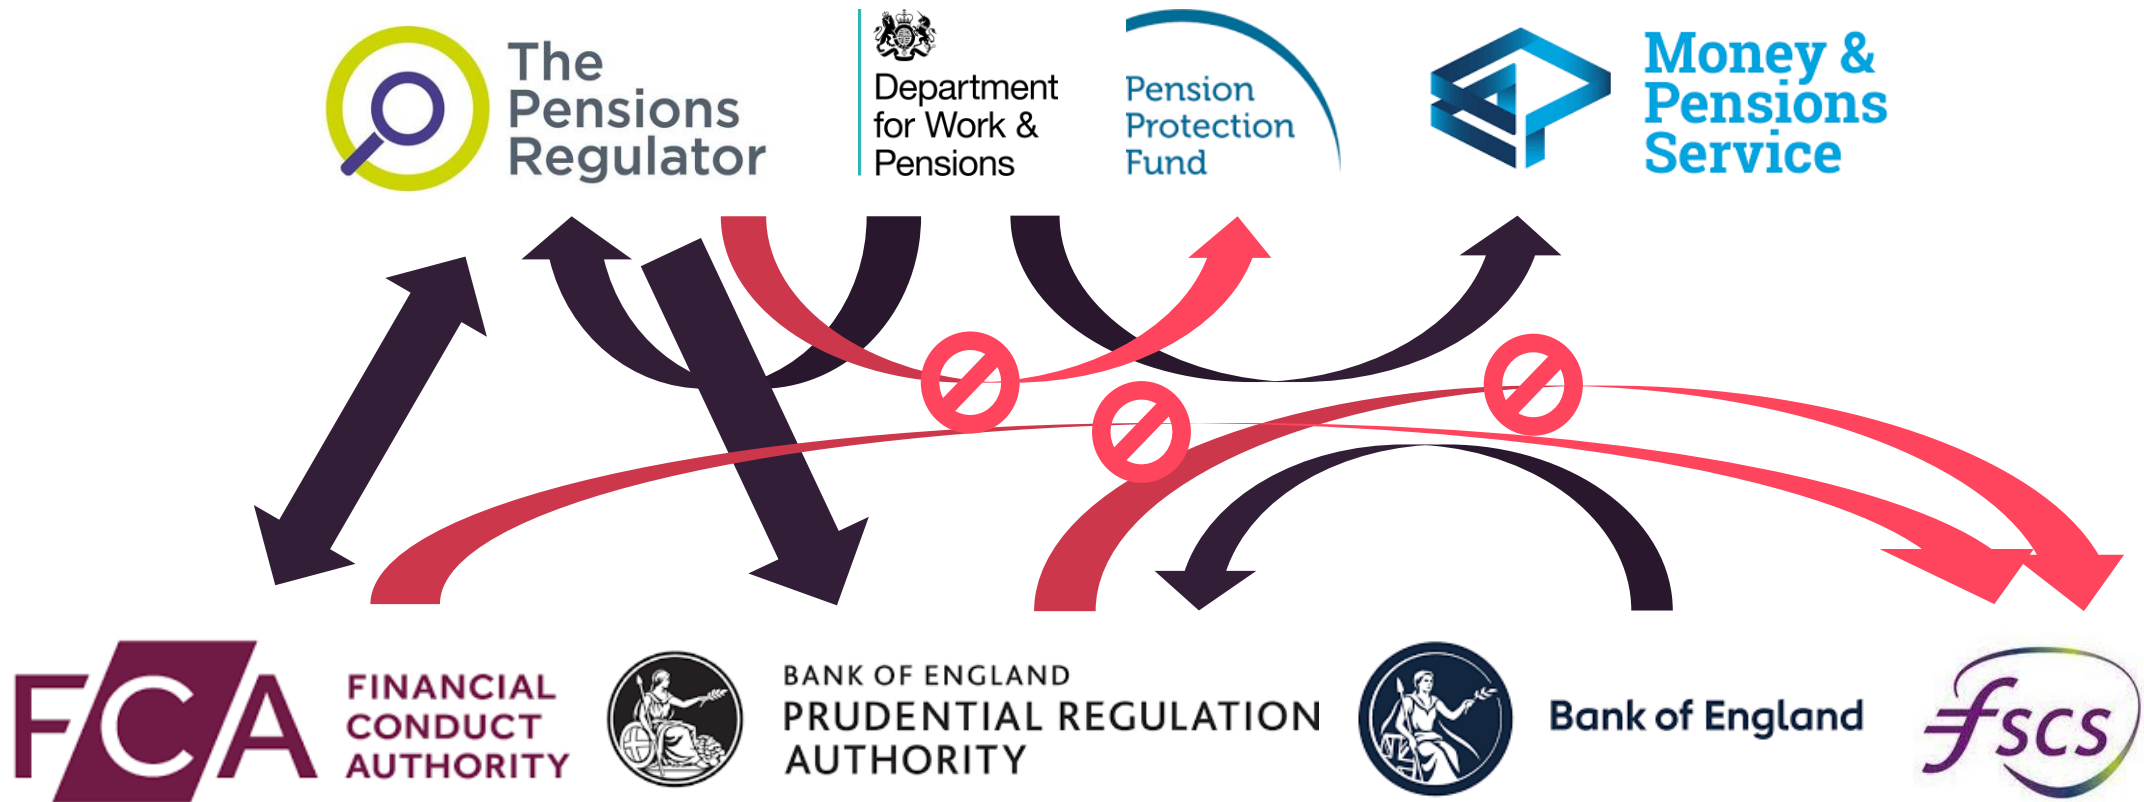 The
Pensions
Regulator
Department
for Work &
Pensions
Pension
Protection
Fund
Money &
Pensions
Service
FCA
FINANCIAL
CONDUCT
AUTHORITY
BANK OF ENGLAND
PRUDENTIAL REGULATION
AUTHORITY
Bank of England
fscs